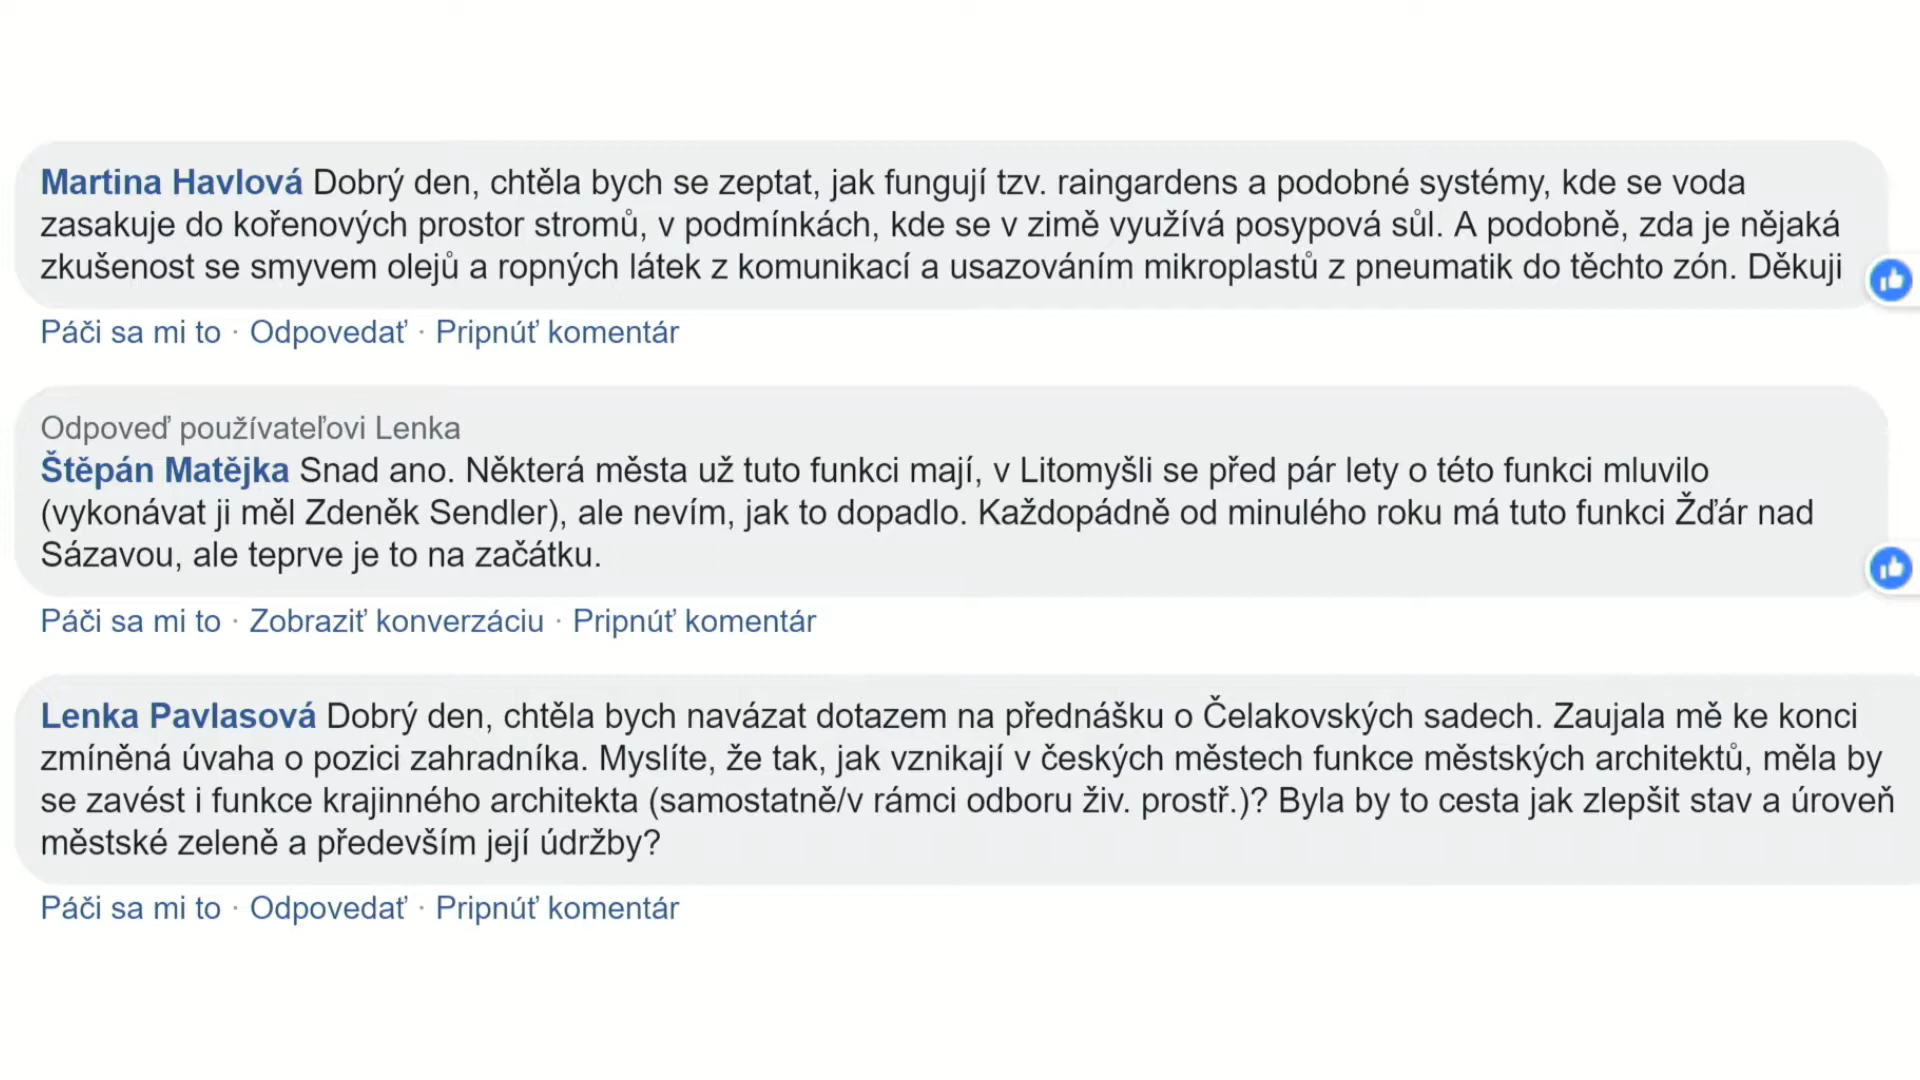 Martina Havlová Dobrý den, chtěla bych se zeptat, jak fungují tzv. raingardens a podobné systémy, kde se voda
zasakuje do kořenových prostor stromů, v podmínkách, kde se v zimě využívá posypová sůl. A podobně, zda je nějaká
zkušenost se smyvem olejů a ropných látek z komunikací a usazováním mikroplastů z pneumatik do těchto zón. Děkuji
Páči sa mi to · Odpovedať · Pripnúť komentár
Odpoveď používateľovi Lenka
Štěpán Matějka Snad ano. Některá města už tuto funkci mají, v Litomyšli se před pár lety o této funkci mluvilo
(vykonávat ji měl Zdeněk Sendler), ale nevím, jak to dopadlo. Každopádně od minulého roku má tuto funkci Žďár nad
Sázavou, ale teprve je to na začátku.
Páči sa mi to · Zobraziť konverzáciu · Pripnúť komentár
Lenka Pavlasová Dobrý den, chtěla bych navázat dotazem na přednášku o Čelakovských sadech. Zaujala mě ke konci
zmíněná úvaha o pozici zahradníka. Myslíte, že tak, jak vznikají v českých městech funkce městských architektů, měla by
se zavést i funkce krajinného architekta (samostatně/v rámci odboru živ. prostř.)? Byla by to cesta jak zlepšit stav a úroveň
městské zeleně a především její údržby?
Páči sa mi to · Odpovedať · Pripnúť komentár